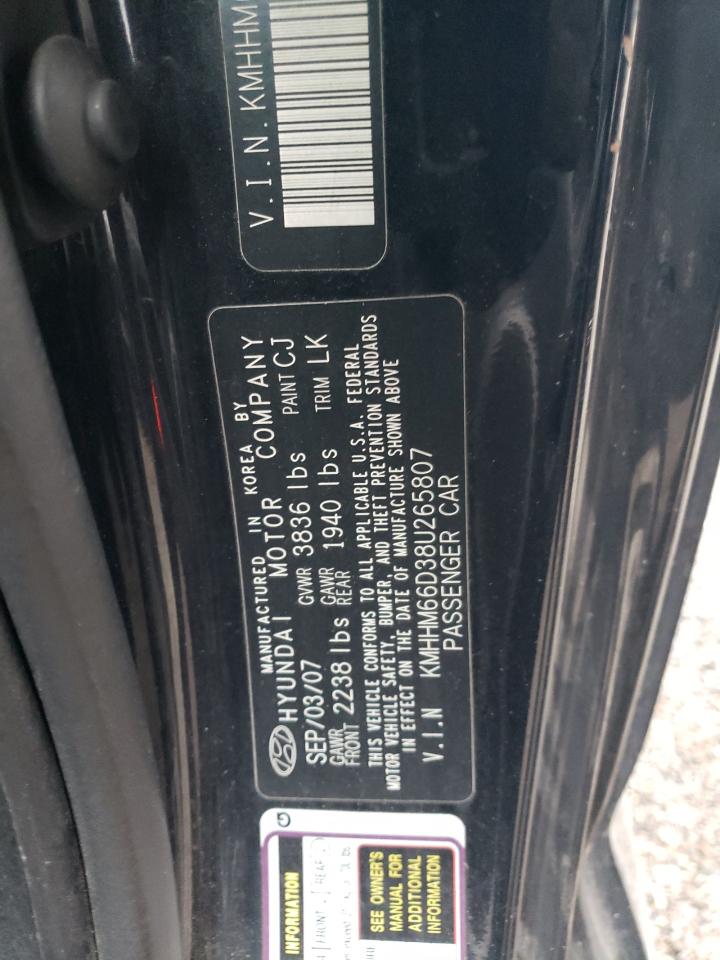 V.I.N. KMHHM
MANUFACTURED IN KOREA BY
HYUNDAI MOTOR COMPANY
SEP/03/07 GVWR 3836 lbs PAINT CJ
GAWR FRONT 2238 lbs GAWR REAR 1940 lbs TRIM LK
THIS VEHICLE CONFORMS TO ALL APPLICABLE U.S.A. FEDERAL
MOTOR VEHICLE SAFETY, BUMPER, AND THEFT PREVENTION STANDARDS
IN EFFECT ON THE DATE OF MANUFACTURE SHOWN ABOVE
V.I.N KMHHM66D38U265807
PASSENGER CAR
INFORMATION
FRONT REAR
SEE OWNER'S
MANUAL FOR
ADDITIONAL
INFORMATION